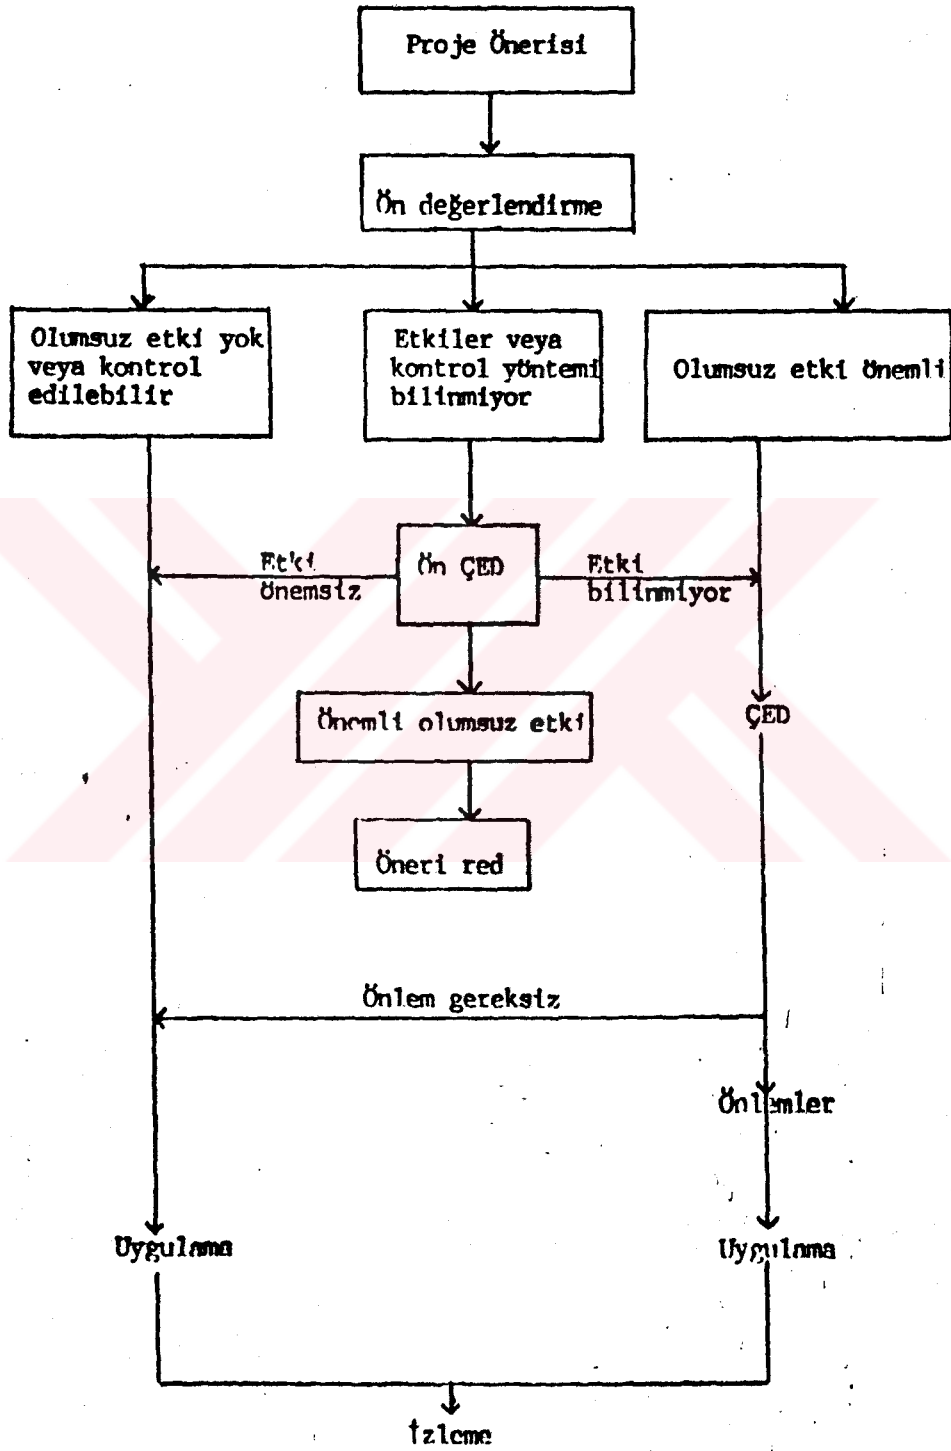 Proje Önerisi
Ön değerlendirme
Olumsuz etki yok
veya kontrol
edilebilir
Etkiler veya
kontrol yöntemi
bilinmiyor
Olumsuz etki önemli
Etki
önemsiz
Ön ÇED
Etki
bilinmiyor
Önemli olumsuz etki
ÇED
Öneri red
Önlem gereksiz
Önlemler
Uygulama
Uygulama
İzleme